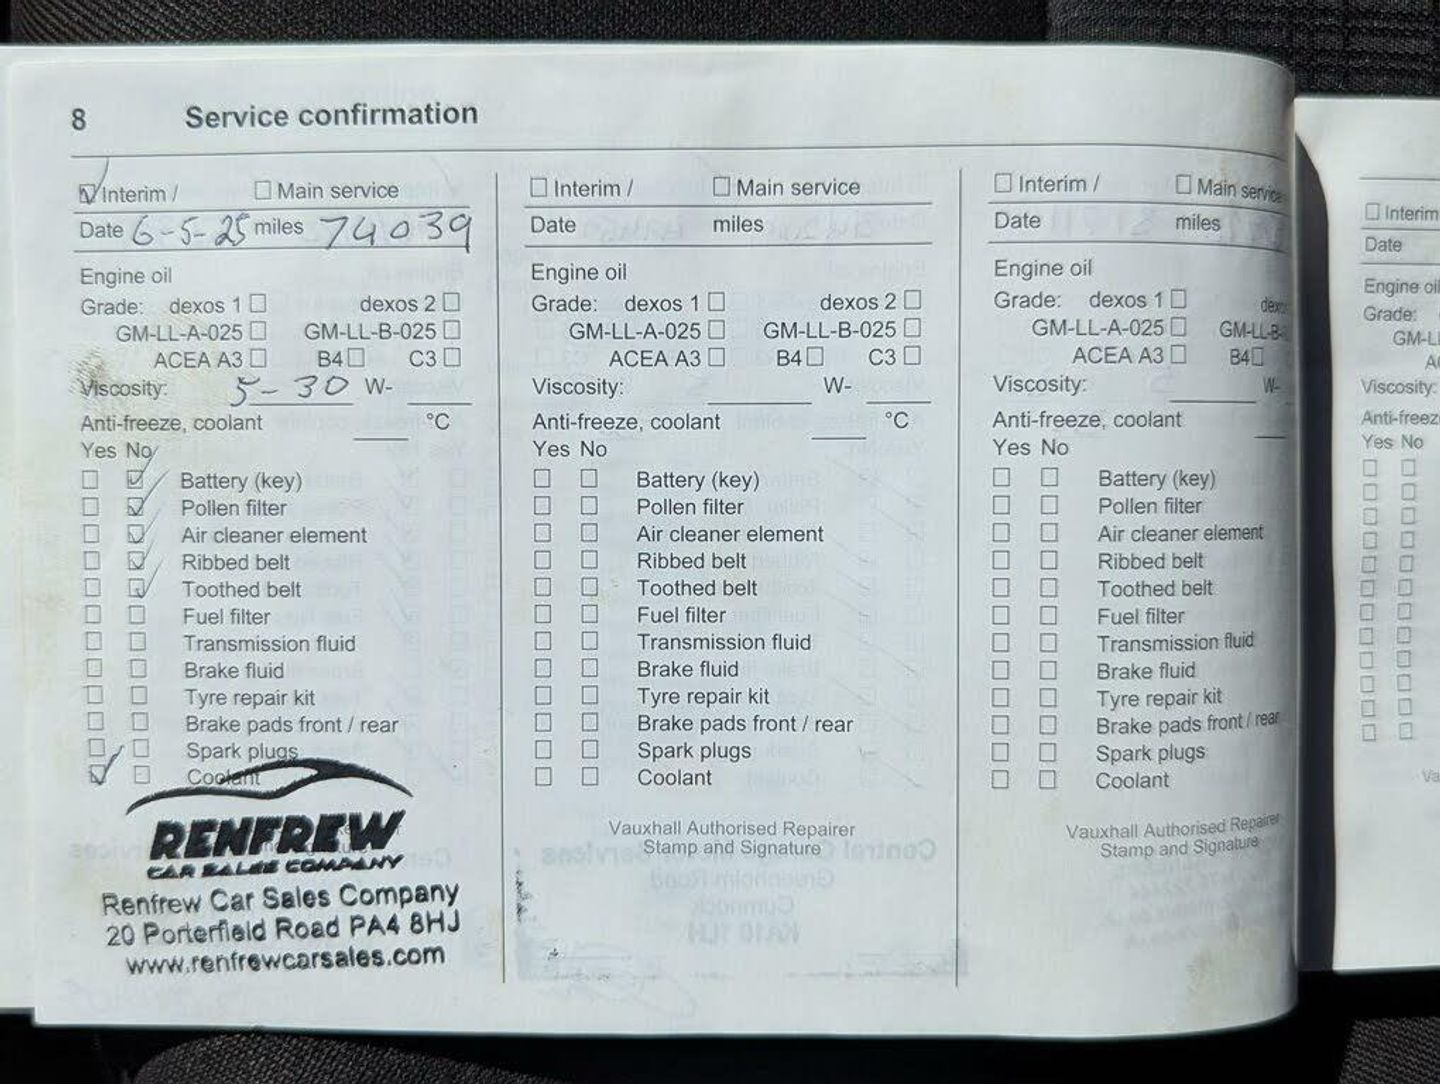 8 Service confirmation
Interim / Main service
Date 6-5-25 miles 74039
Engine oil
Grade: dexos 1 dexos 2
GM-LL-A-025 GM-LL-B-025
ACEA A3 B4 C3
Viscosity: 5-30 W-
Anti-freeze, coolant °C
Yes No
Battery (key)
Pollen filter
Air cleaner element
Ribbed belt
Toothed belt
Fuel filter
Transmission fluid
Brake fluid
Tyre repair kit
Brake pads front / rear
Spark plugs
Coolant
RENFREW
CAR SALES COMPANY
Renfrew Car Sales Company
20 Porterfield Road PA4 8HJ
www.renfrewcarsales.com
Interim / Main service
Date miles
Engine oil
Grade: dexos 1 dexos 2
GM-LL-A-025 GM-LL-B-025
ACEA A3 B4 C3
Viscosity: W-
Anti-freeze, coolant °C
Yes No
Battery (key)
Pollen filter
Air cleaner element
Ribbed belt
Toothed belt
Fuel filter
Transmission fluid
Brake fluid
Tyre repair kit
Brake pads front / rear
Spark plugs
Coolant
Vauxhall Authorised Repairer
Stamp and Signature
Interim / Main service
Date miles
Engine oil
Grade: dexos 1 dexos
GM-LL-A-025 GM-LL-B-
ACEA A3 B4
Viscosity: W-
Anti-freeze, coolant
Yes No
Battery (key)
Pollen filter
Air cleaner element
Ribbed belt
Toothed belt
Fuel filter
Transmission fluid
Brake fluid
Tyre repair kit
Brake pads front / rear
Spark plugs
Coolant
Vauxhall Authorised Repairer
Stamp and Signature
Interim
Date
Engine oil
Grade:
GM-L
Viscosity:
Anti-freez
Yes No
Va